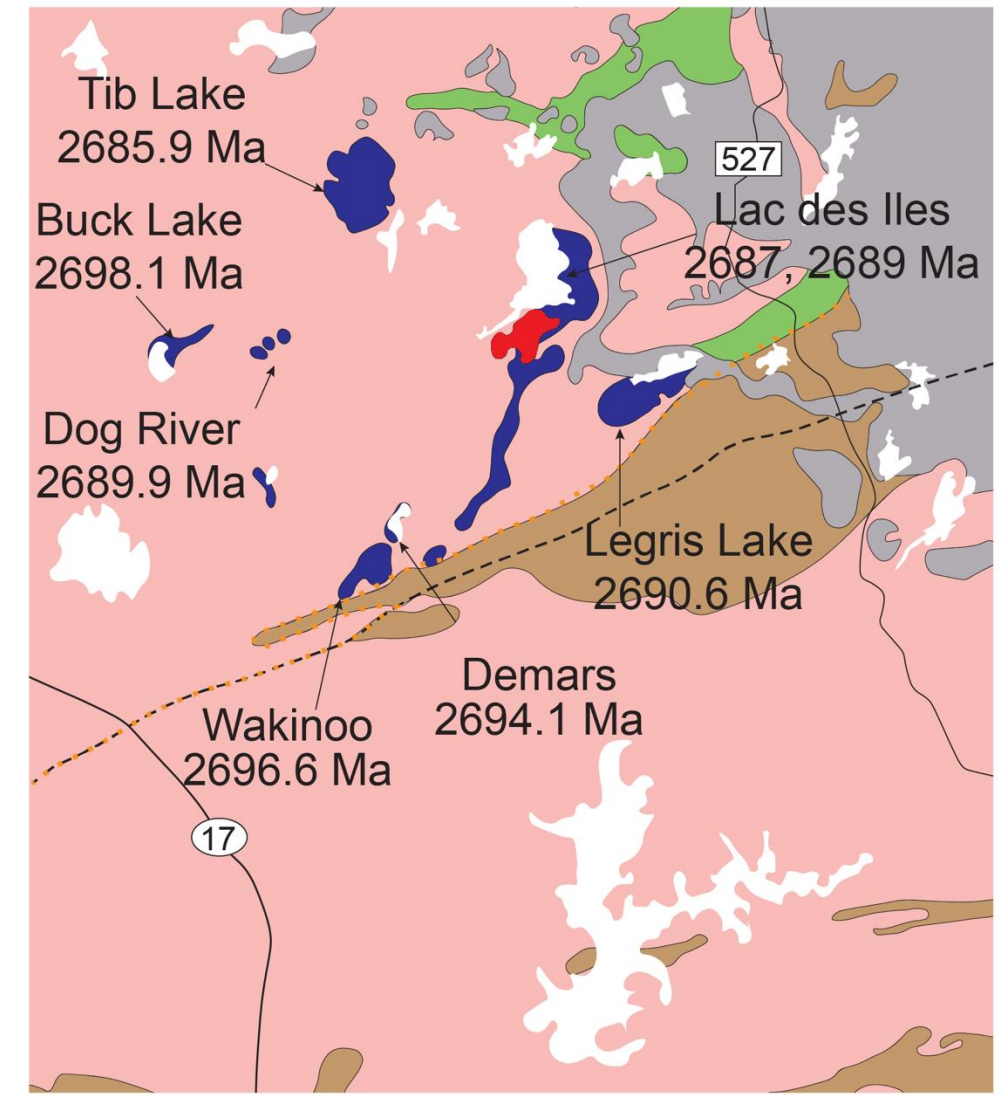 Tib Lake
2685.9 Ma
527
Buck Lake
2698.1 Ma
Lac des Iles
2687, 2689 Ma
Dog River
2689.9 Ma
Legris Lake
2690.6 Ma
Demars
2694.1 Ma
Wakinoo
2696.6 Ma
17